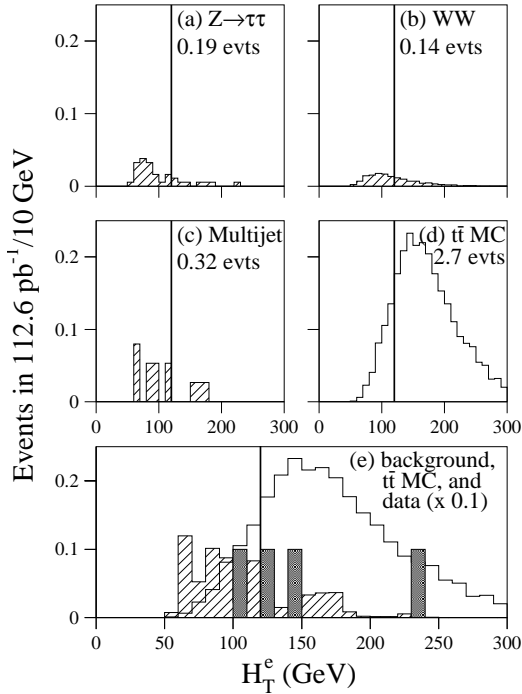 (a) Z→ττ
0.19 evts
(b) WW
0.14 evts
0.2
0.1
0
(c) Multijet
0.32 evts
(d) tt̄ MC
2.7 evts
0.2
0.1
0
0 100 200 300 0 100 200 300
(e) background,
tt̄ MC, and
data (x 0.1)
0.2
0.1
0
0 50 100 150 200 250 300
H_T^e (GeV)
Events in 112.6 pb⁻¹/10 GeV